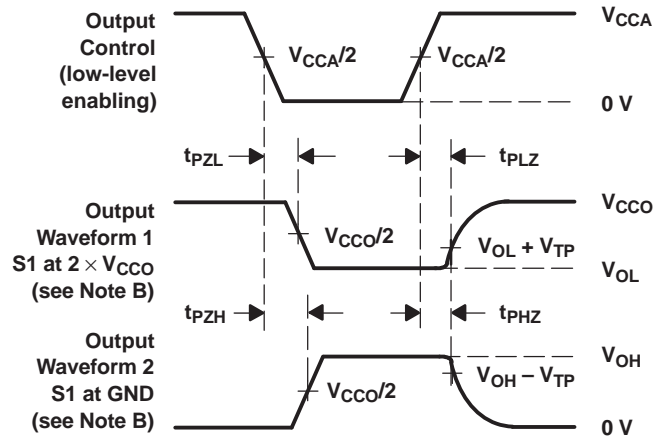 Output
Control
(low-level
enabling)
VCCA/2
VCCA/2
VCCA
0 V
tPZL
tPLZ
Output
Waveform 1
S1 at 2 × VCCO
(see Note B)
VCCO/2
VCCO
VOL + VTP
VOL
tPZH
tPHZ
Output
Waveform 2
S1 at GND
(see Note B)
VCCO/2
VOH
VOH – VTP
0 V